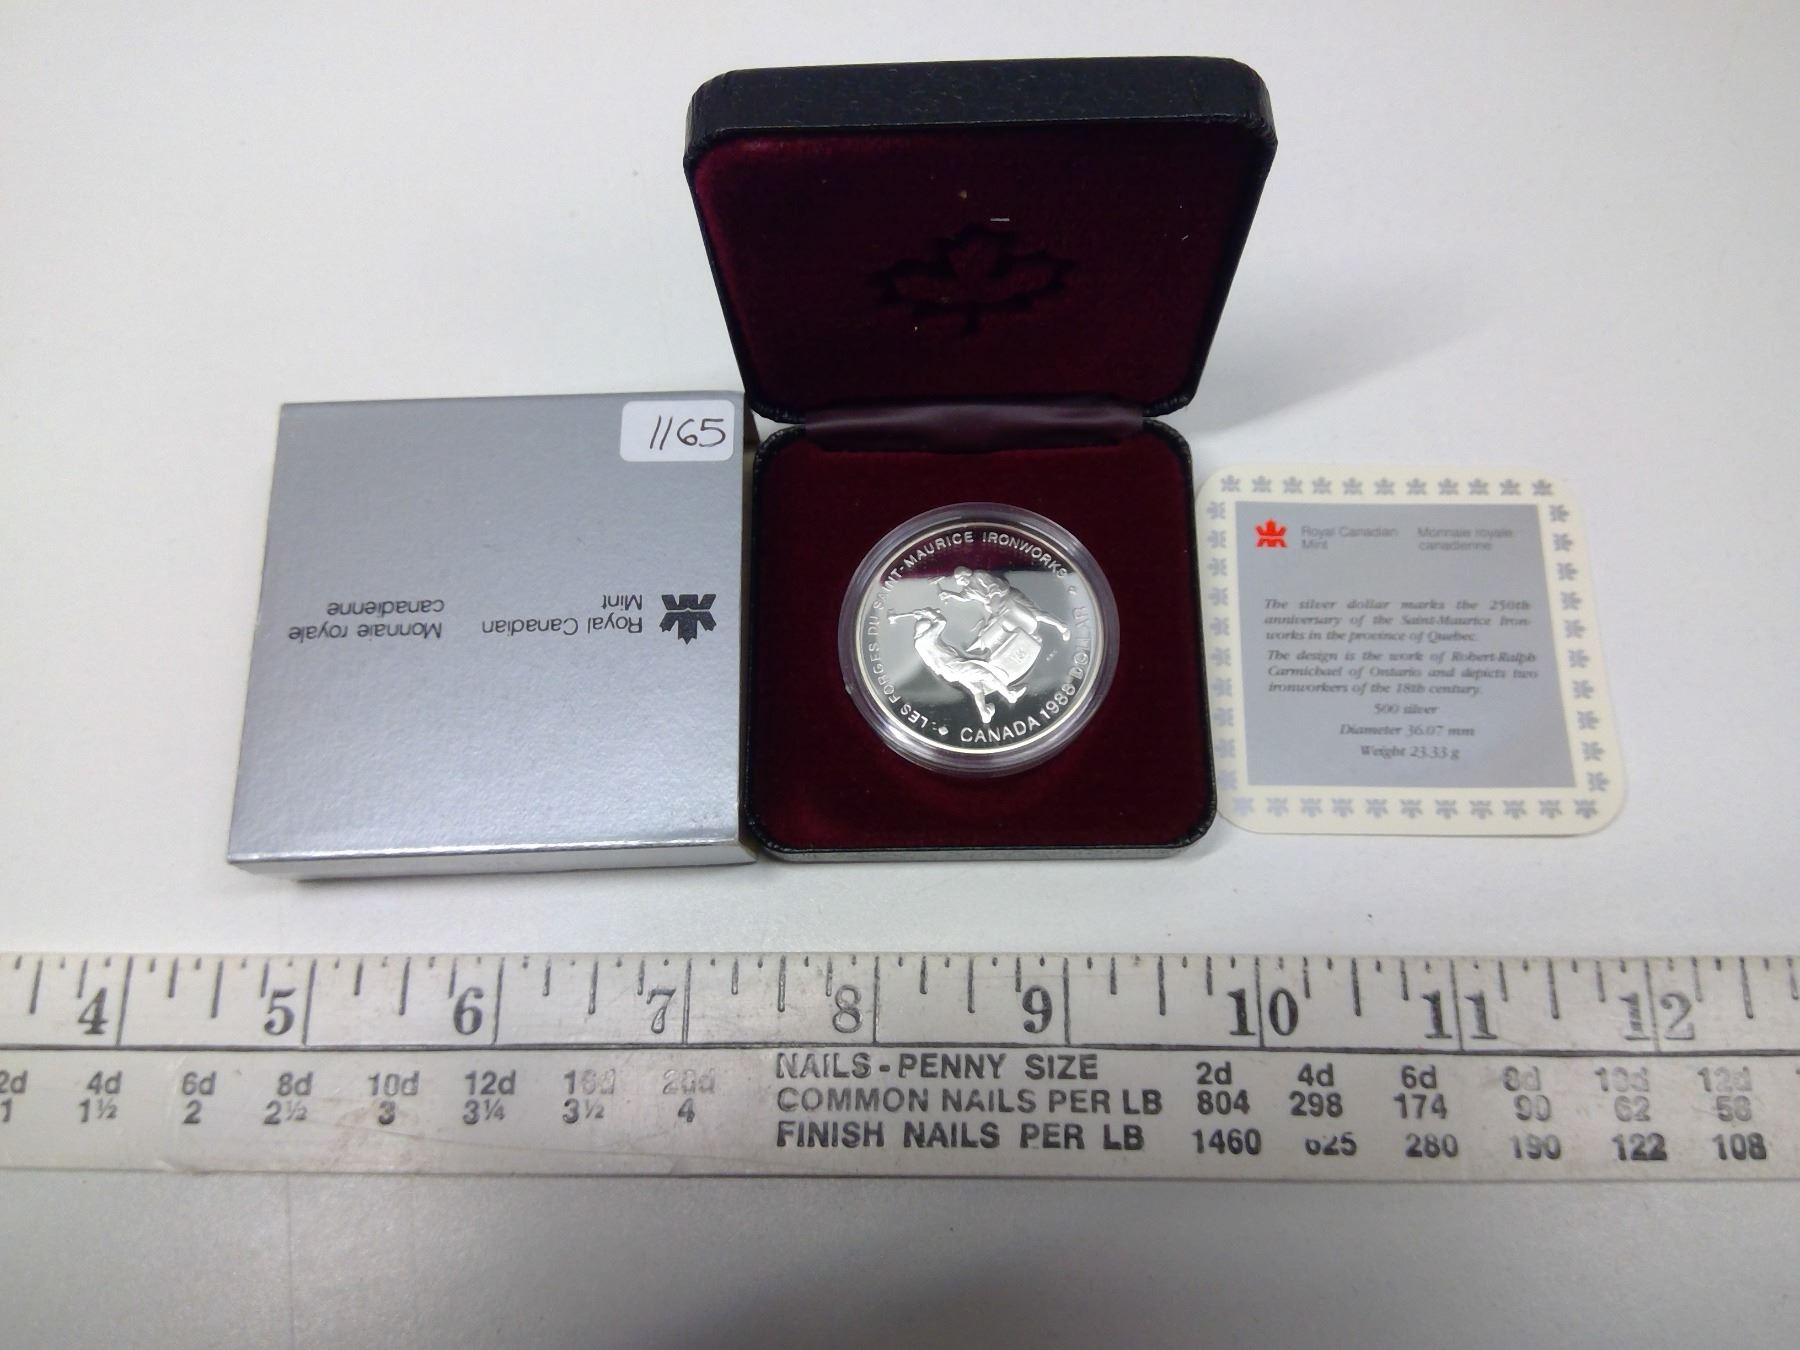 1165
Royal Canadian
Mint
Monnaie royale
canadienne
LES FORGES DU SAINT-MAURICE IRONWORKS
CANADA 1988 DOLLAR
Royal Canadian
Mint
Monnaie royale
canadienne
The silver dollar marks the 250th
anniversary of the Saint-Maurice Iron-
works in the province of Quebec.
The design is the work of Robert-Ralph
Carmichael of Ontario and depicts two
ironworkers of the 18th century.
500 silver
Diameter 36.07 mm
Weight 23.33 g
4 5 6 7 8 9 10 11 12
2d 4d 6d 8d 10d 12d 16d 20d NAILS-PENNY SIZE 2d 4d 6d 8d 10d 12d
1 1½ 2 2½ 3 3¼ 3½ 4 COMMON NAILS PER LB 804 298 174 90 62 56
FINISH NAILS PER LB 1460 625 280 190 122 108